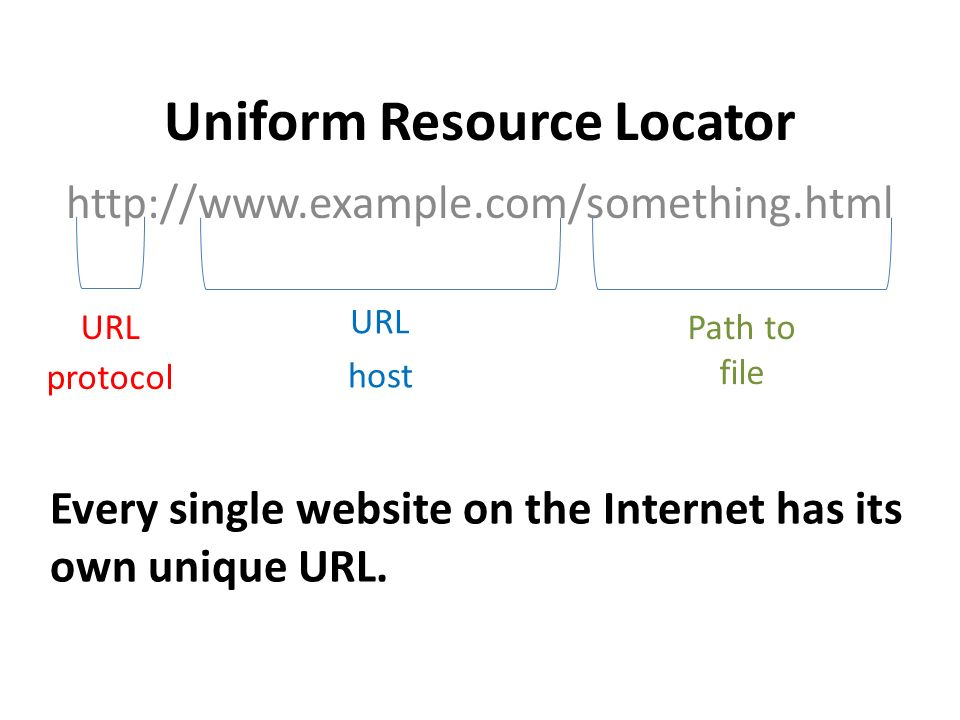 Uniform Resource Locator
http://www.example.com/something.html
URL
protocol
URL
host
Path to
file
Every single website on the Internet has its
own unique URL.